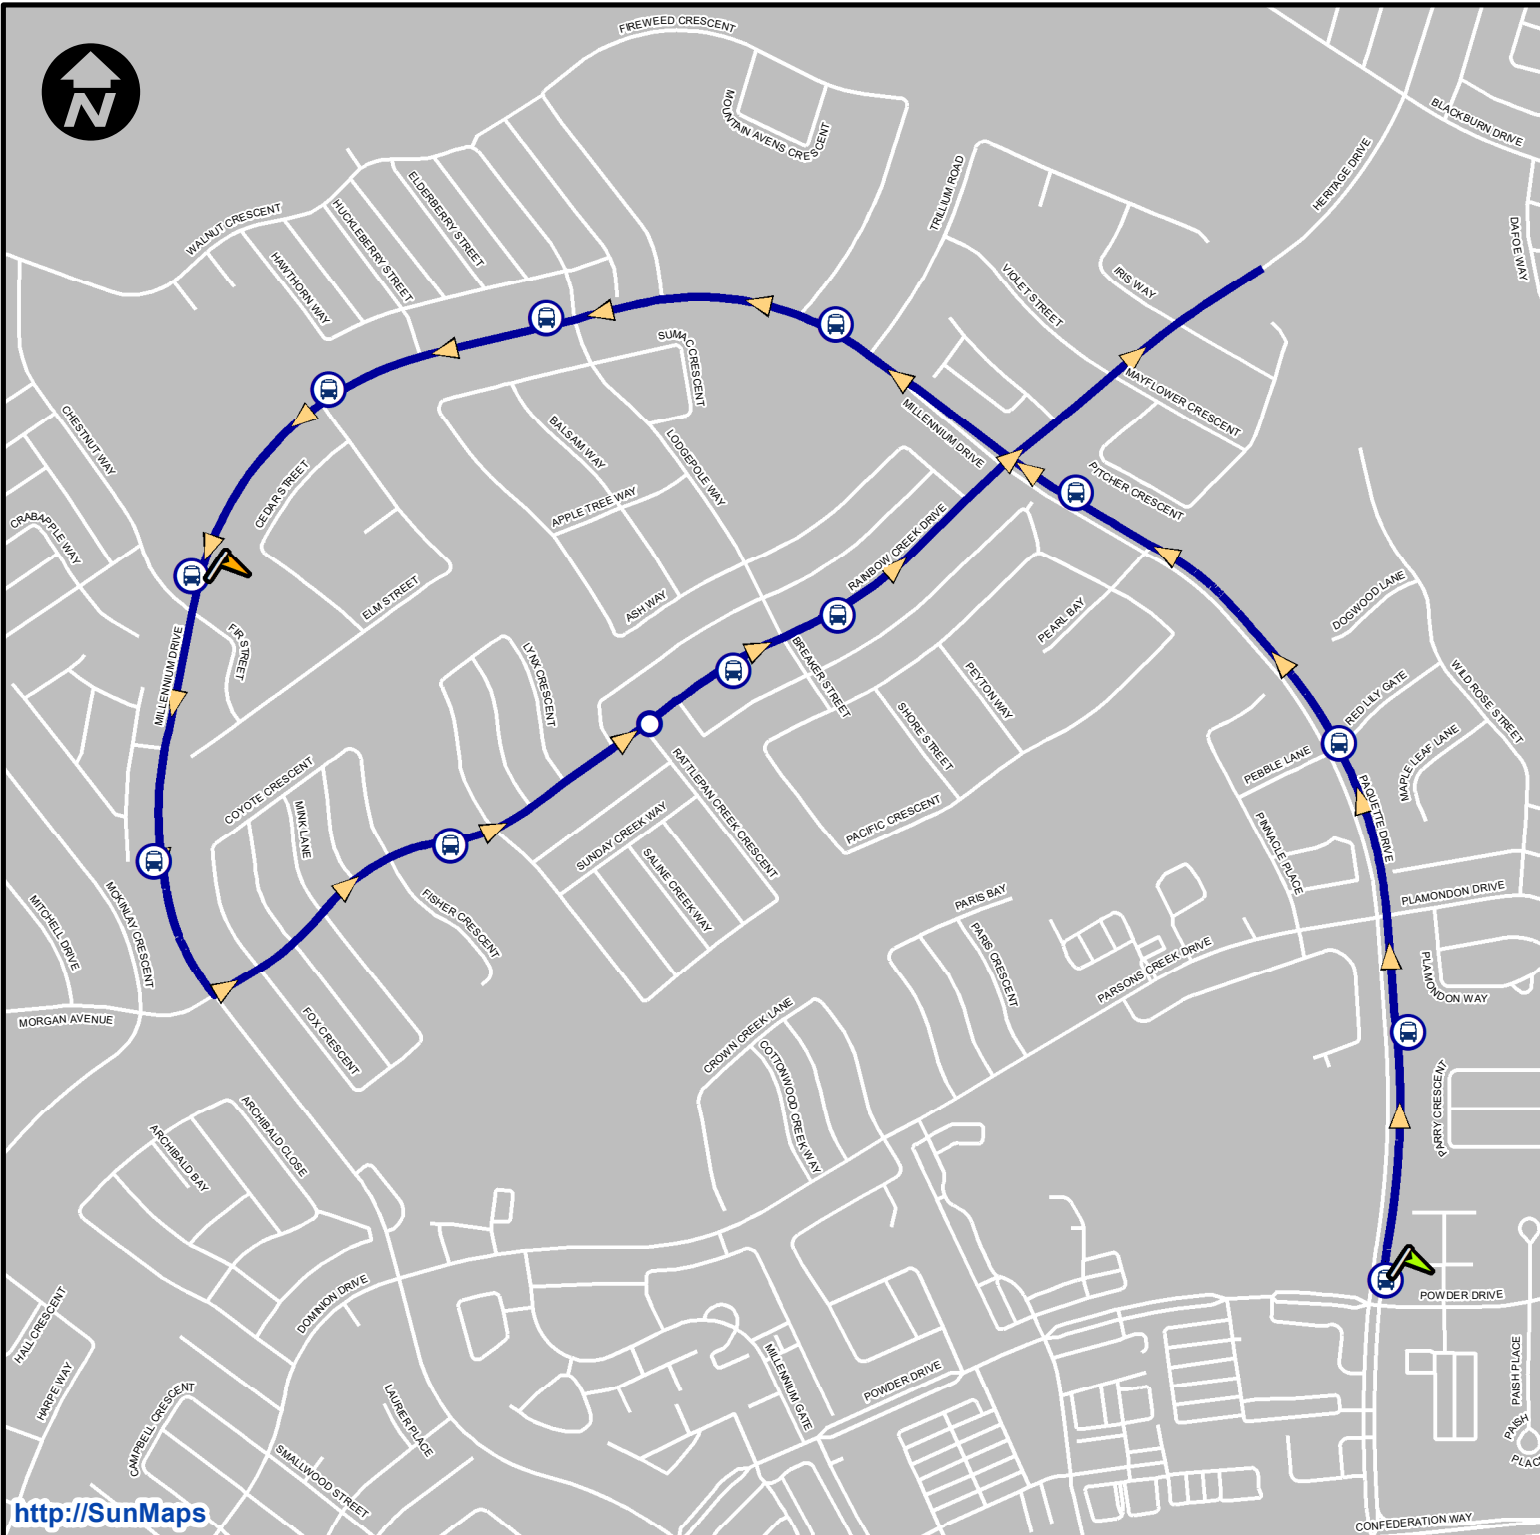 FIREWEED CRESCENT
N
MOUNTAIN AVENS CRESCENT
BLACKBURN DRIVE
HERITAGE DRIVE
TRILLIUM ROAD
ELDERBERRY STREET
WALNUT CRESCENT
HUCKLEBERRY STREET
HAWTHORN WAY
DAFOE WAY
IRIS WAY
VIOLET STREET
SUMAC CRESCENT
MAYFLOWER CRESCENT
CHESTNUT WAY
BALSAM WAY
LODGEPOLE WAY
MILLENNIUM DRIVE
CEDAR STREET
PITCHER CRESCENT
APPLE TREE WAY
CRABAPPLE WAY
RAINBOW CREEK DRIVE
ELM STREET
ASH WAY
DOGWOOD LANE
PEARL BAY
FIR STREET
MILLENNIUM DRIVE
LYNX CRESCENT
BREAKER STREET
PEYTON WAY
WILD ROSE STREET
RED LILY GATE
SHORE STREET
MAPLE LEAF LANE
PEBBLE LANE
RATTLEPAN CREEK CRESCENT
COYOTE CRESCENT
MINK LANE
PAQUETTE DRIVE
SUNDAY CREEK WAY
PACIFIC CRESCENT
PINNACLE PLACE
SALINE CREEK WAY
MCKINLAY CRESCENT
MITCHELL DRIVE
FISHER CRESCENT
PARIS BAY
PLAMONDON DRIVE
PARIS CRESCENT
PARSONS CREEK DRIVE
PLAMONDON WAY
MORGAN AVENUE
FOX CRESCENT
CROWN CREEK LANE
COTTONWOOD CREEK WAY
PARRY CRESCENT
ARCHIBALD CLOSE
ARCHIBALD BAY
DOMINION DRIVE
POWDER DRIVE
HALL CRESCENT
HARPE WAY
MILLENNIUM GATE
POWDER DRIVE
PAISH PLACE
CAMPBELL CRESCENT
LAURIER PLACE
PAISH
PLAC
SMALLWOOD STREET
http://SunMaps
CONFEDERATION WAY